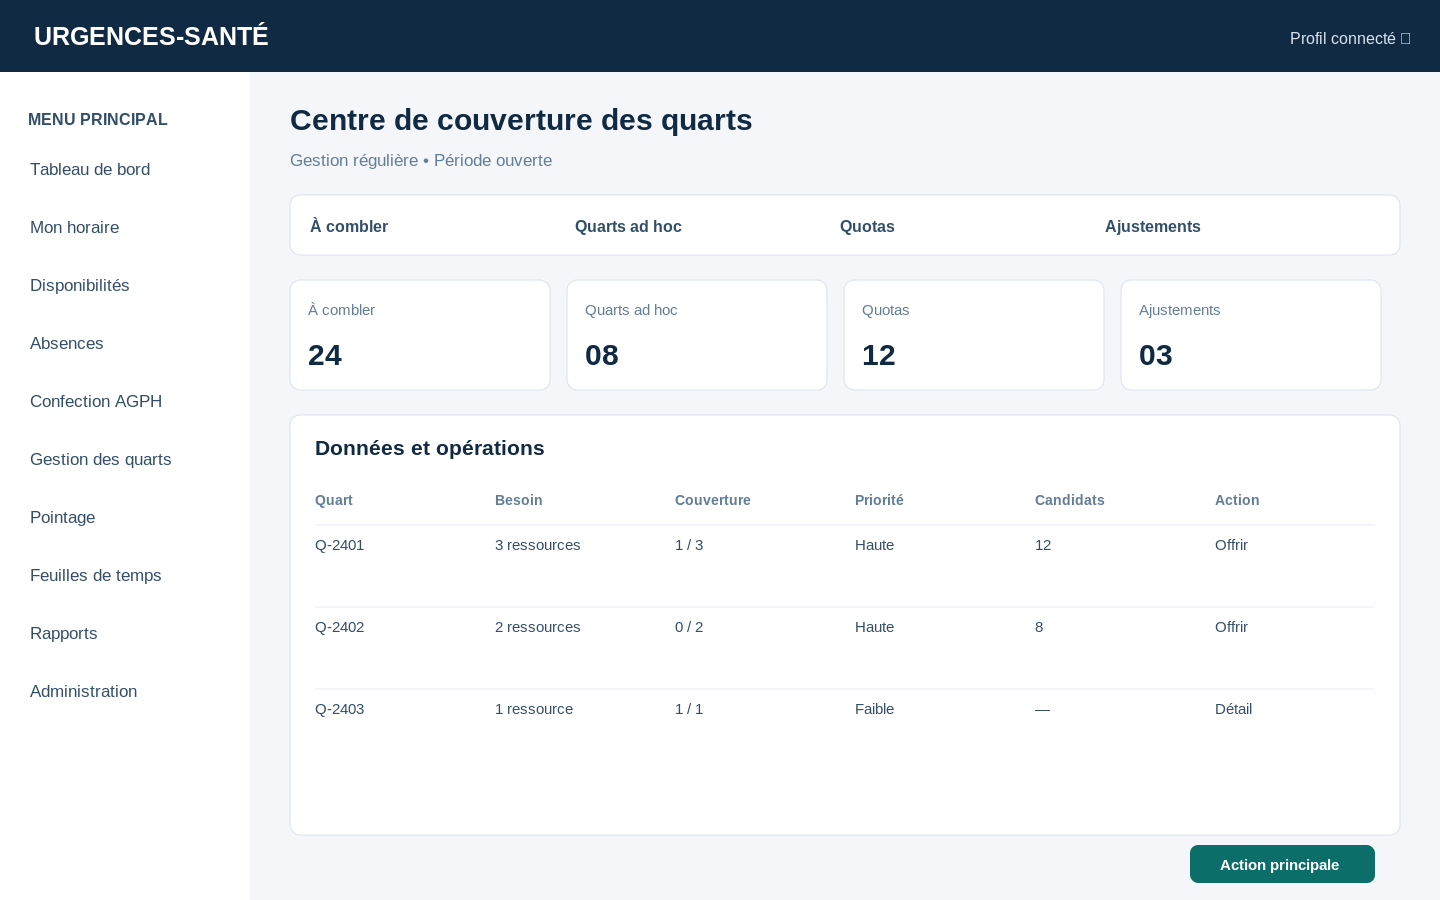 URGENCES-SANTÉ
Profil connecté
MENU PRINCIPAL
Tableau de bord
Mon horaire
Disponibilités
Absences
Confection AGPH
Gestion des quarts
Pointage
Feuilles de temps
Rapports
Administration
Centre de couverture des quarts
Gestion régulière • Période ouverte
À combler Quarts ad hoc Quotas Ajustements
À combler Quarts ad hoc Quotas Ajustements
24 08 12 03
Données et opérations
Quart Besoin Couverture Priorité Candidats Action
Q-2401 3 ressources 1 / 3 Haute 12 Offrir
Q-2402 2 ressources 0 / 2 Haute 8 Offrir
Q-2403 1 ressource 1 / 1 Faible — Détail
Action principale